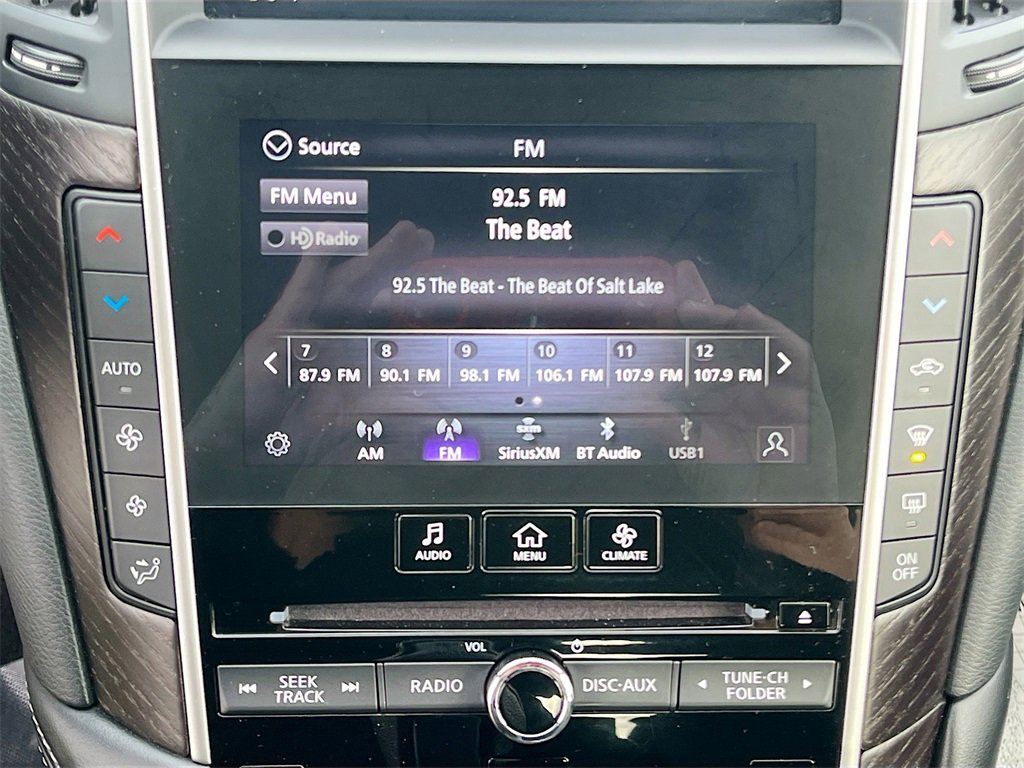 Source
FM
FM Menu
92.5 FM
The Beat
HD Radio
92.5 The Beat - The Beat Of Salt Lake
7 8 9 10 11 12
87.9 FM 90.1 FM 98.1 FM 106.1 FM 107.9 FM 107.9 FM
AUTO
AM
FM
sxm
SiriusXM
BT Audio
USB1
AUDIO
MENU
CLIMATE
ON
OFF
VOL
SEEK
TRACK
RADIO
DISC·AUX
TUNE·CH
FOLDER